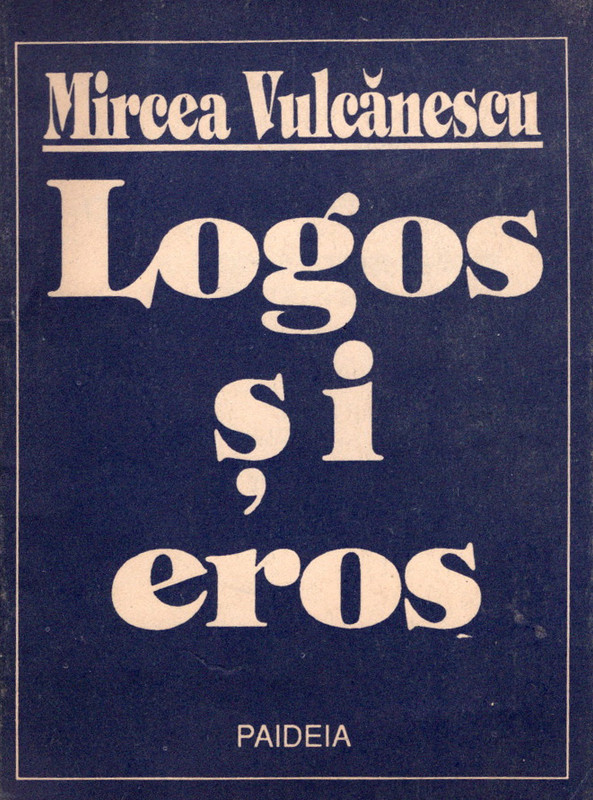 Mircea Vulcănescu
Logos
și
eros
PAIDEIA